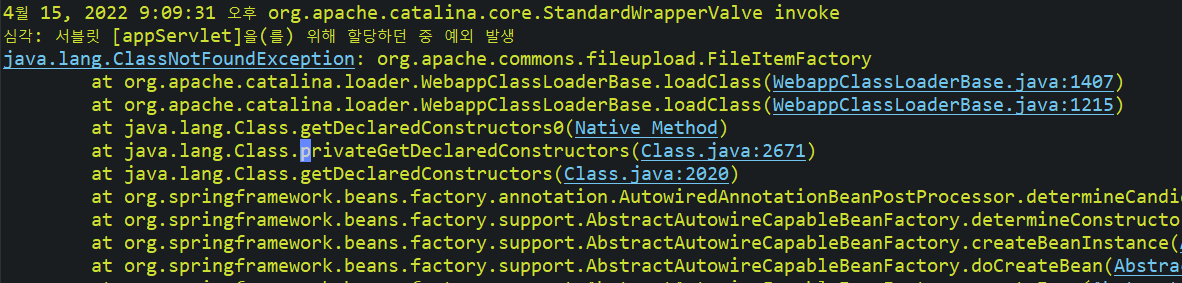 4월 15, 2022 9:09:31 오후 org.apache.catalina.core.StandardWrapperValve invoke
심각: 서블릿 [appServlet]을(를) 위해 할당하던 중 예외 발생
java.lang.ClassNotFoundException: org.apache.commons.fileupload.FileItemFactory
at org.apache.catalina.loader.WebappClassLoaderBase.loadClass(WebappClassLoaderBase.java:1407)
at org.apache.catalina.loader.WebappClassLoaderBase.loadClass(WebappClassLoaderBase.java:1215)
at java.lang.Class.getDeclaredConstructors0(Native Method)
at java.lang.Class.privateGetDeclaredConstructors(Class.java:2671)
at java.lang.Class.getDeclaredConstructors(Class.java:2020)
at org.springframework.beans.factory.annotation.AutowiredAnnotationBeanPostProcessor.determineCandi
at org.springframework.beans.factory.support.AbstractAutowireCapableBeanFactory.determineConstructo
at org.springframework.beans.factory.support.AbstractAutowireCapableBeanFactory.createBeanInstance(
at org.springframework.beans.factory.support.AbstractAutowireCapableBeanFactory.doCreateBean(Abstra